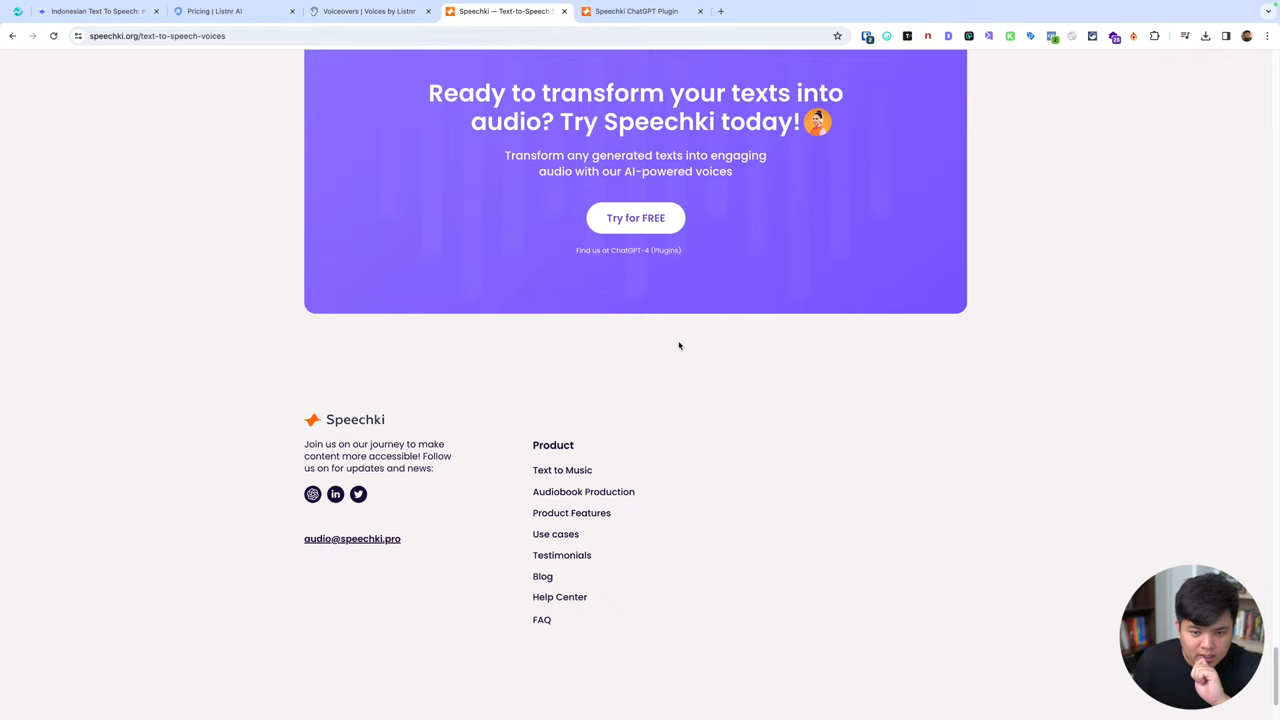 Indonesian Text To Speech: #
Pricing | Listnr AI
Voiceovers | Voices by Listnr
Speechki — Text-to-Speech S
Speechki ChatGPT Plugin
speechki.org/text-to-speech-voices
Ready to transform your texts into
audio? Try Speechki today!
Transform any generated texts into engaging
audio with our AI-powered voices
Try for FREE
Find us at ChatGPT-4 (Plugins)
Speechki
Join us on our journey to make
content more accessible! Follow
us on for updates and news:
audio@speechki.pro
Product
Text to Music
Audiobook Production
Product Features
Use cases
Testimonials
Blog
Help Center
FAQ